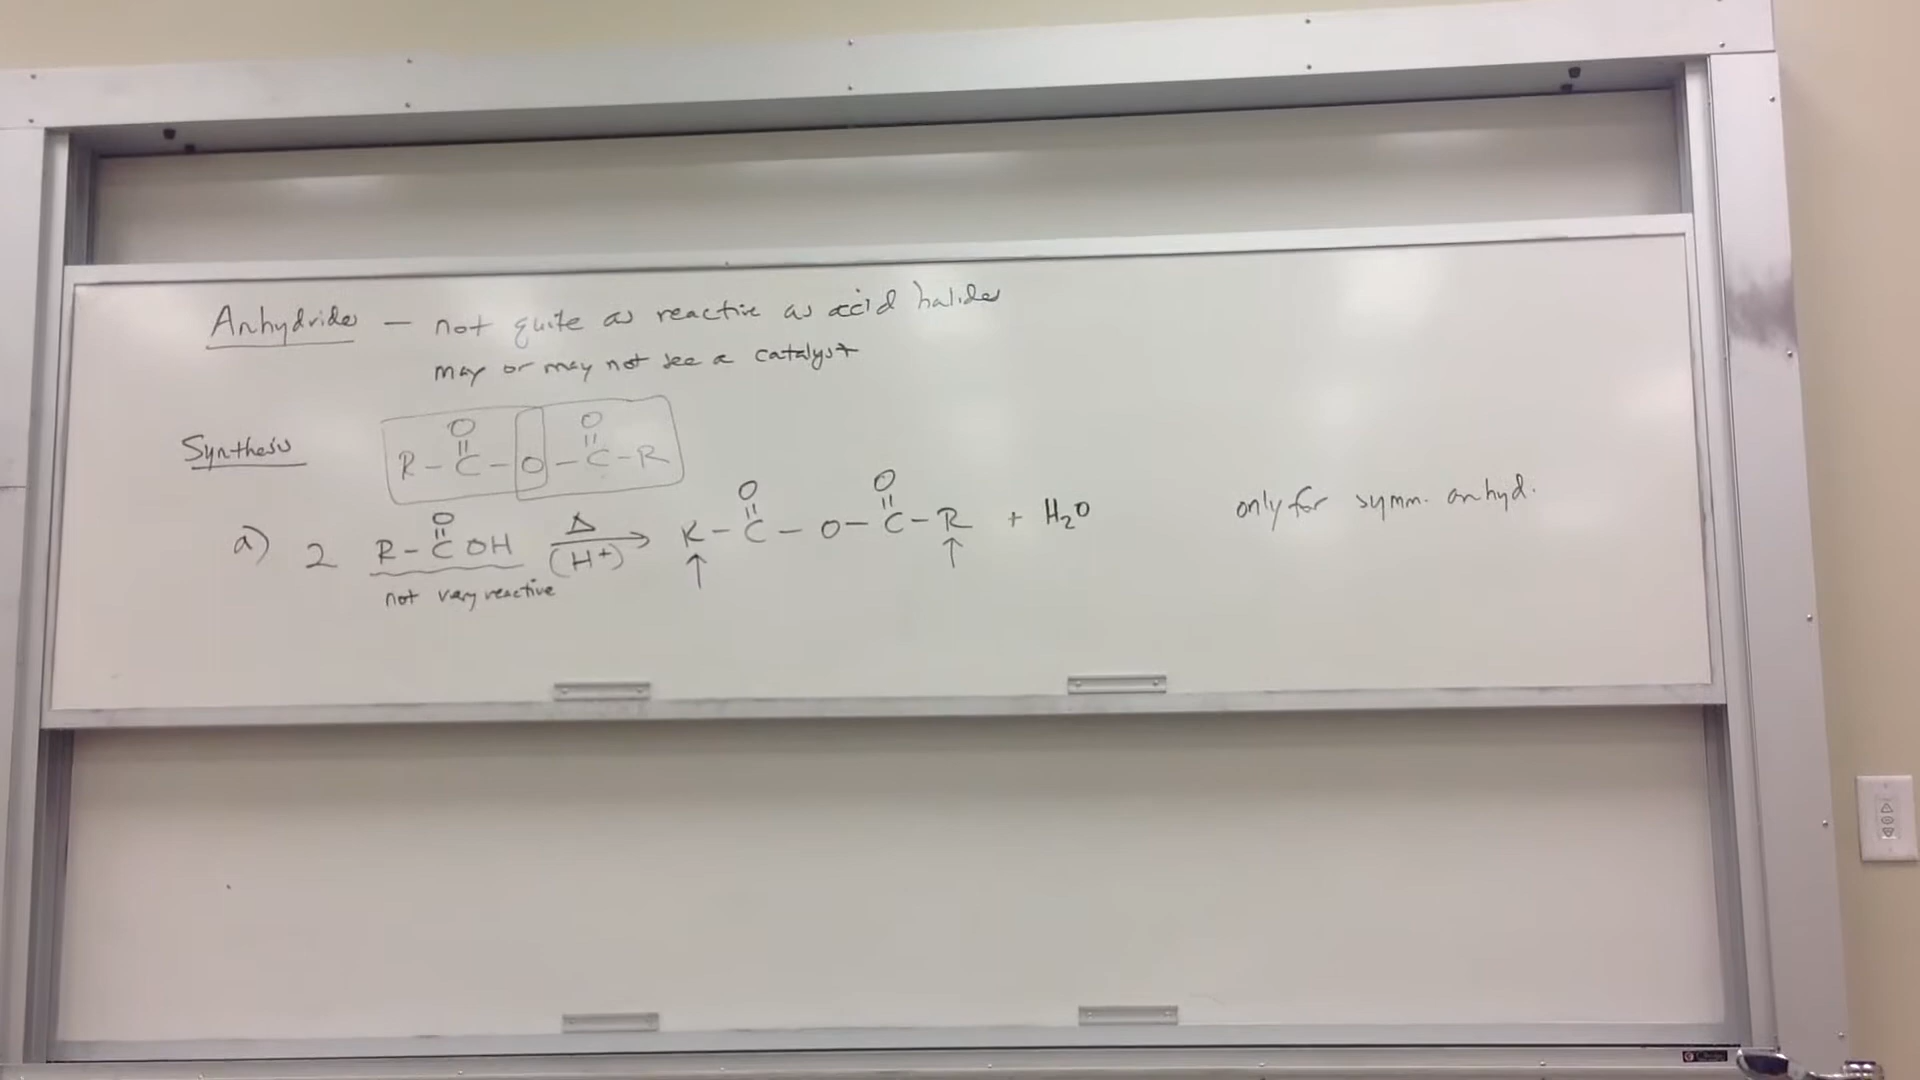 Anhydrides — not quite as reactive as acid halides
may or may not see a catalyst
Synthesis
O O
|| ||
R - C - O - C - R
a) 2 R - C OH Δ (H+) → R - C - O - C - R + H₂O only for symm. anhyd.
O O O
|| || ||
↑ ↑
not very reactive